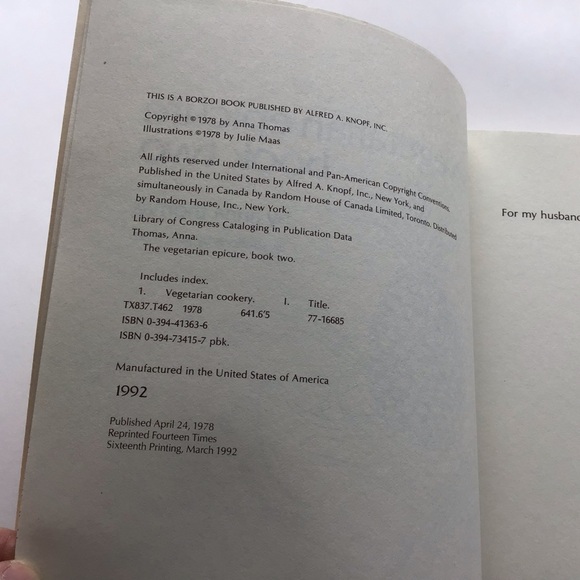 THIS IS A BORZOI BOOK PUBLISHED BY ALFRED A. KNOPF, INC.
Copyright © 1978 by Anna Thomas
Illustrations © 1978 by Julie Maas
All rights reserved under International and Pan-American Copyright Conventions.
Published in the United States by Alfred A. Knopf, Inc., New York, and
simultaneously in Canada by Random House of Canada Limited, Toronto. Distributed
by Random House, Inc., New York.
Library of Congress Cataloging in Publication Data
Thomas, Anna.
The vegetarian epicure, book two.
Includes index.
1. Vegetarian cookery. I. Title.
TX837.T462 1978 641.6'5 77-16685
ISBN 0-394-41363-6
ISBN 0-394-73415-7 pbk.
Manufactured in the United States of America
1992
Published April 24, 1978
Reprinted Fourteen Times
Sixteenth Printing, March 1992
For my husband